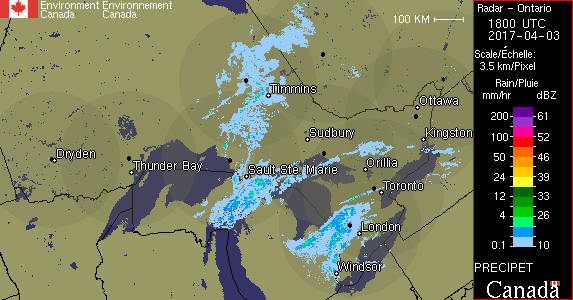 Environment Environnement
Canada Canada
100 KM
Timmins
Ottawa
Sudbury
Kingston
Dryden
Thunder Bay
Sault Ste. Marie
Orillia
Toronto
London
Windsor
Radar - Ontario
1800 UTC
2017-04-03
Scale/Échelle:
3.5 km/Pixel
Rain/Pluie
mm/hr dBZ
200 61
100 52
50 46
24 39
12 33
4 26
0.1 10
PRECIPET
Canada